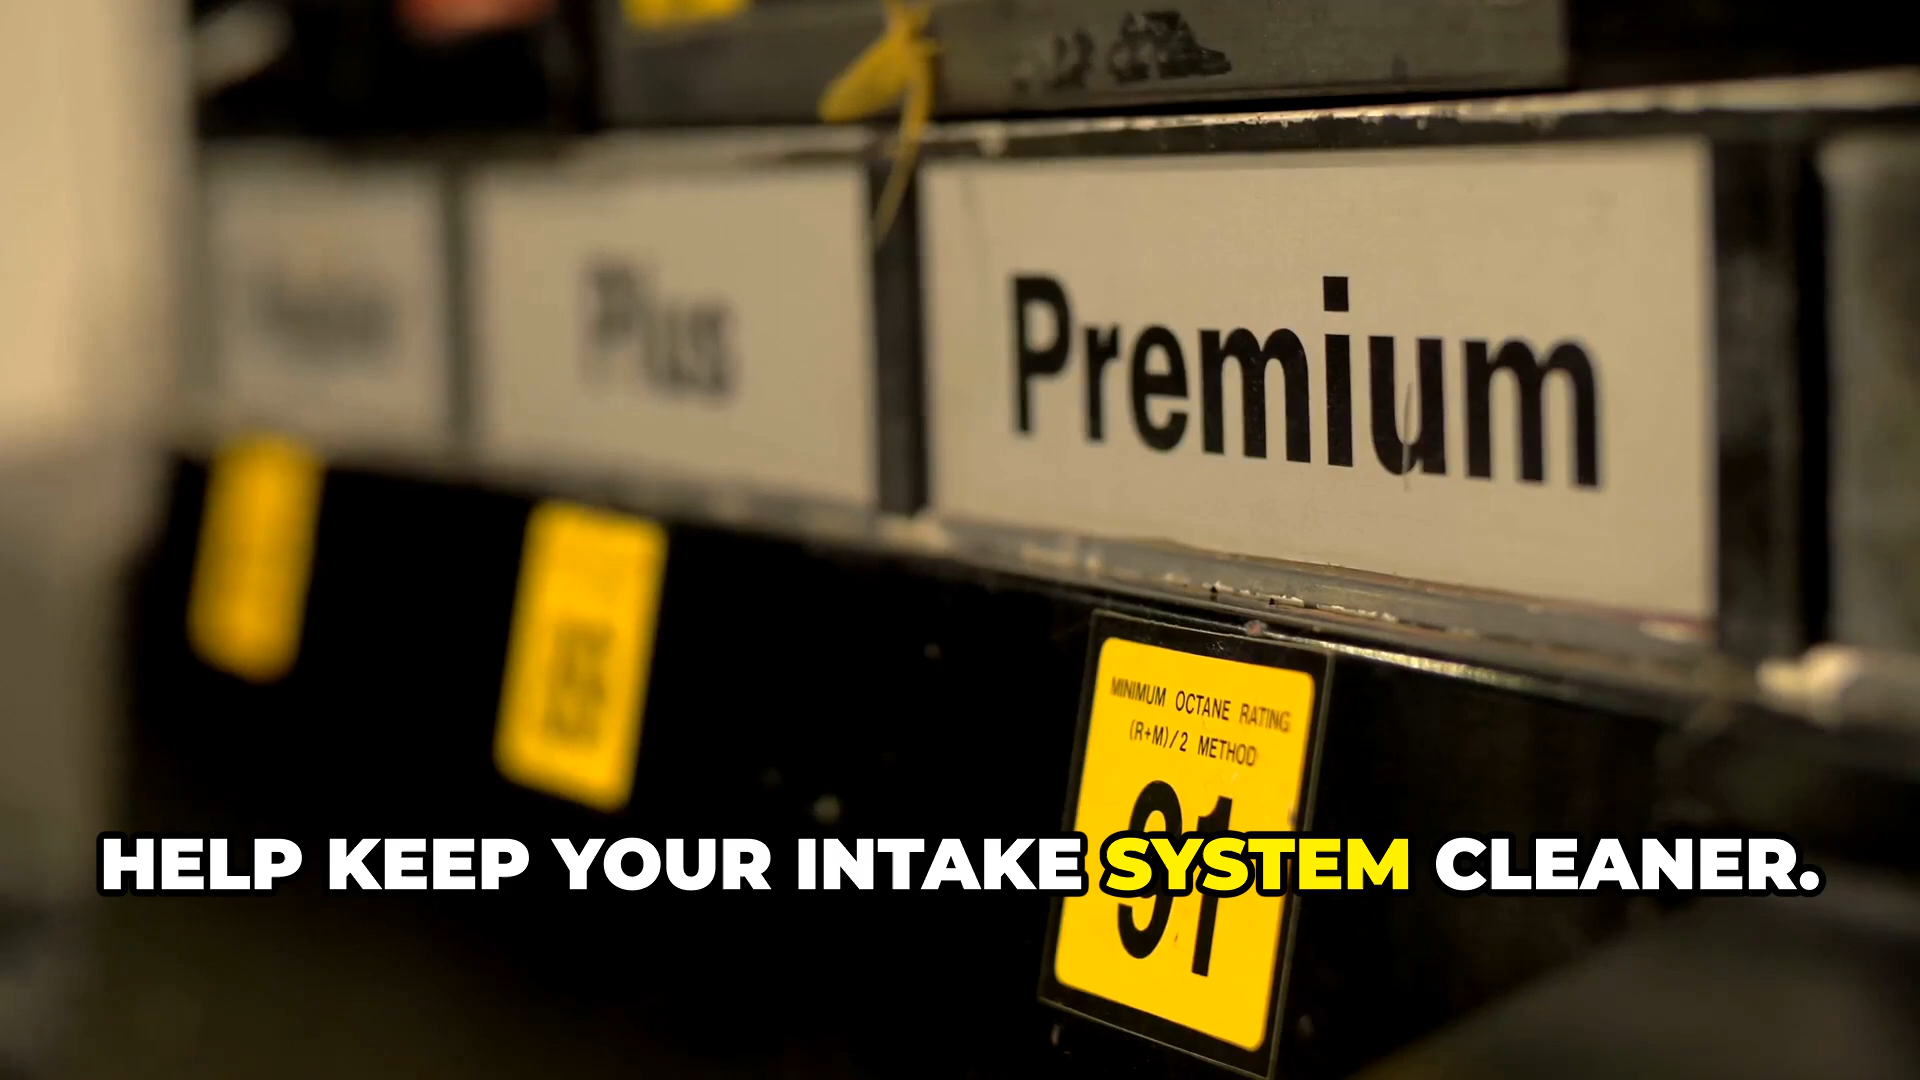 Plus
Premium
MINIMUM OCTANE RATING
(R+M)/2 METHOD
91
HELP KEEP YOUR INTAKE SYSTEM CLEANER.